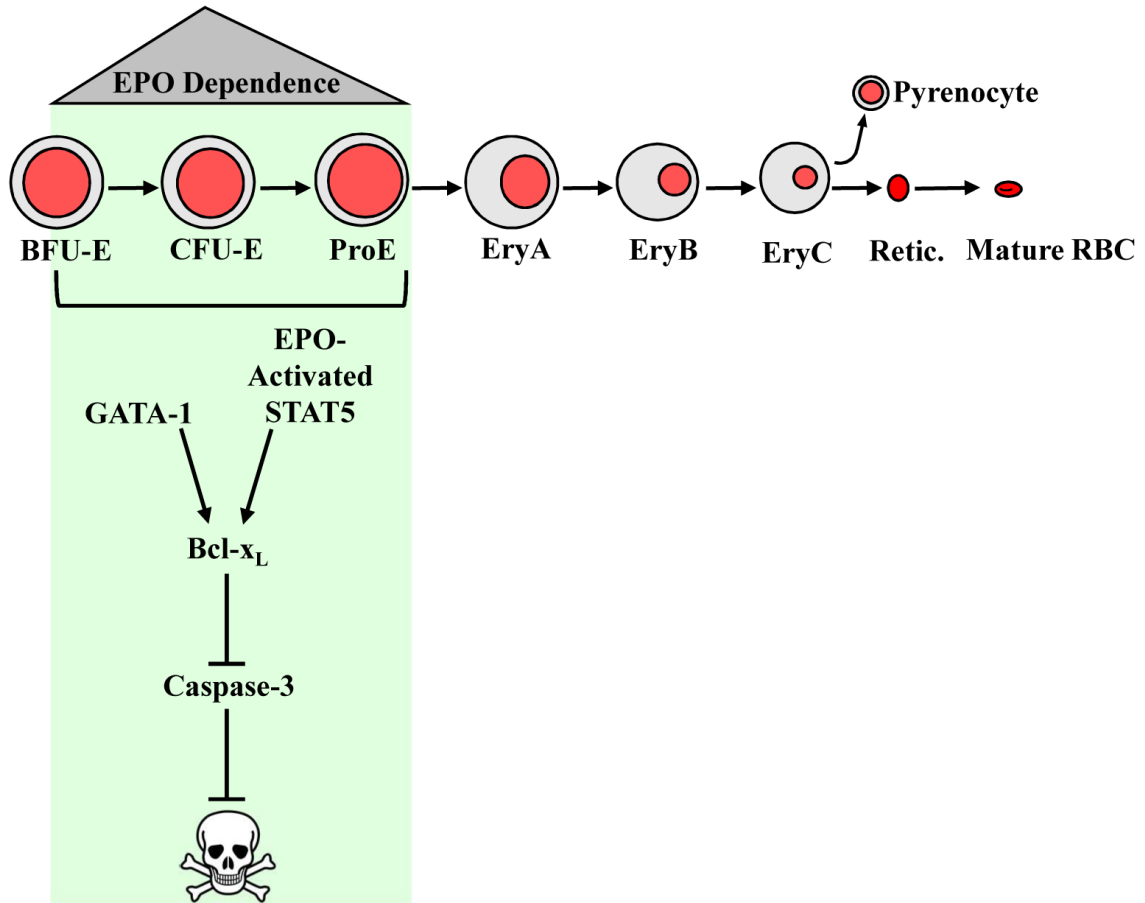 EPO Dependence
Pyrenocyte
BFU-E
CFU-E
ProE
EryA
EryB
EryC
Retic.
Mature RBC
GATA-1
EPO-
Activated
STAT5
Bcl-xL
Caspase-3